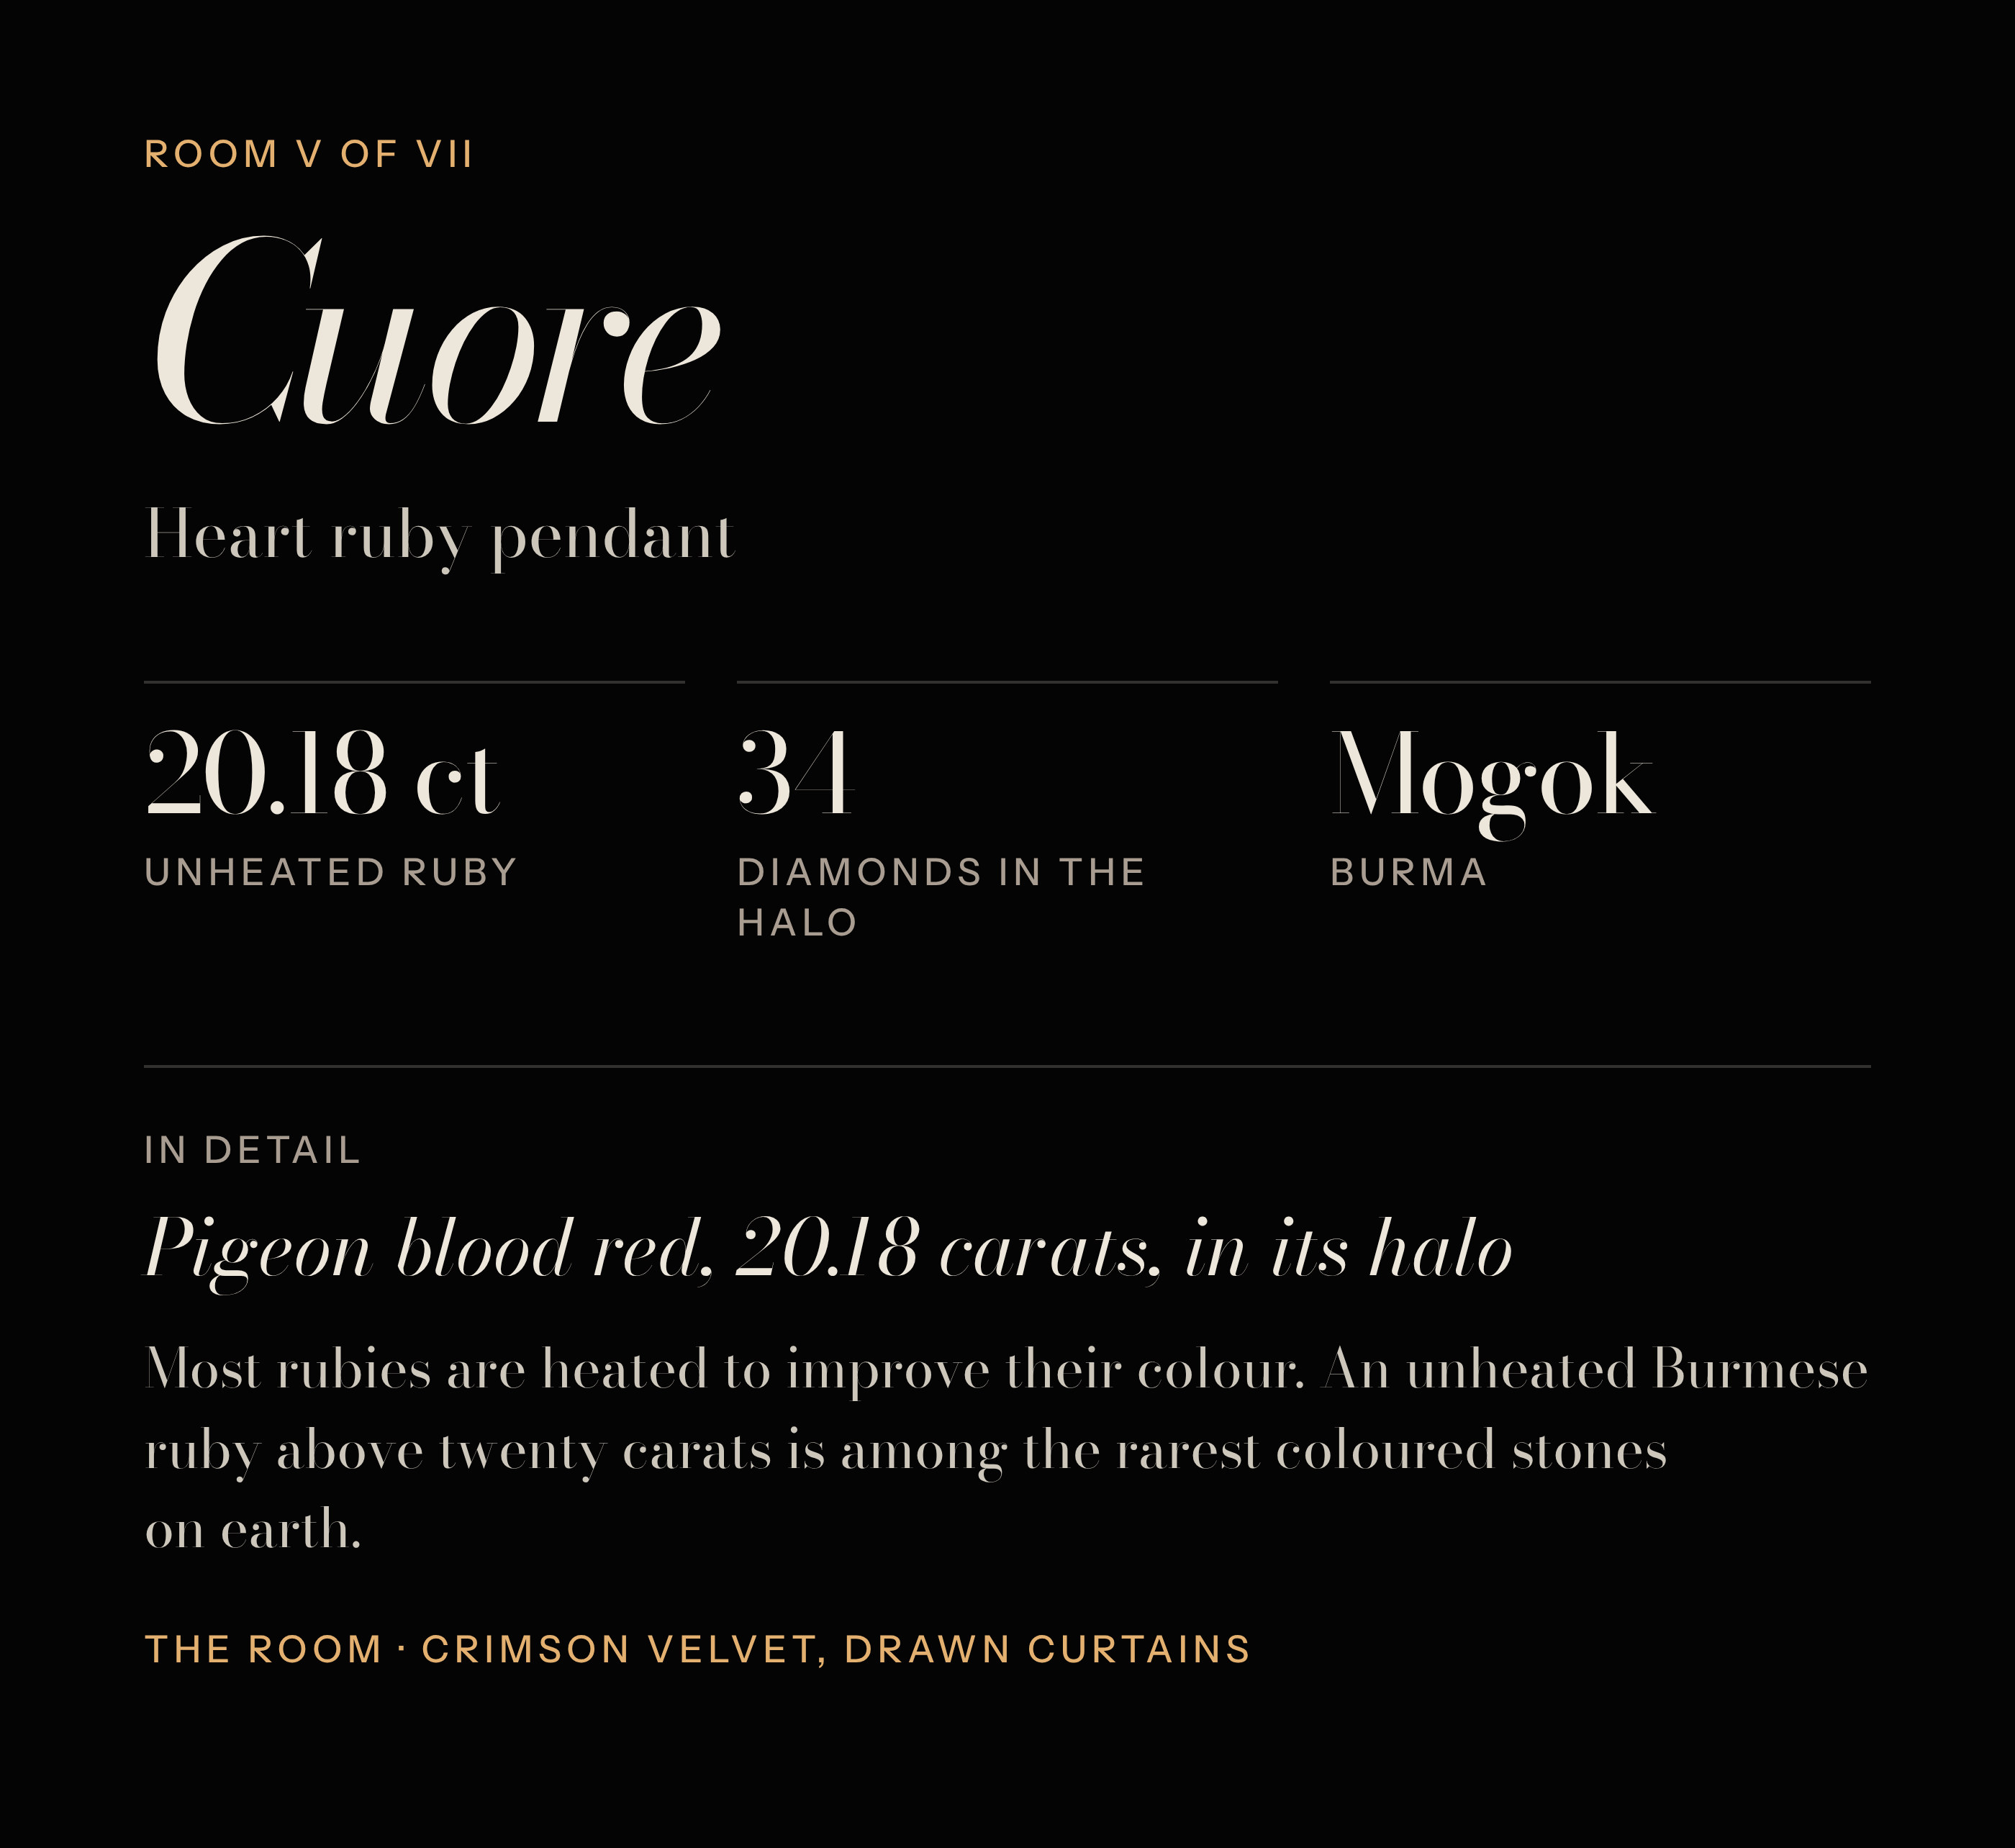 ROOM V OF VII
Cuore
Heart ruby pendant
20.18 ct
UNHEATED RUBY
34
DIAMONDS IN THE
HALO
Mogok
BURMA
IN DETAIL
Pigeon blood red, 20.18 carats, in its halo
Most rubies are heated to improve their colour. An unheated Burmese
ruby above twenty carats is among the rarest coloured stones
on earth.
THE ROOM · CRIMSON VELVET, DRAWN CURTAINS